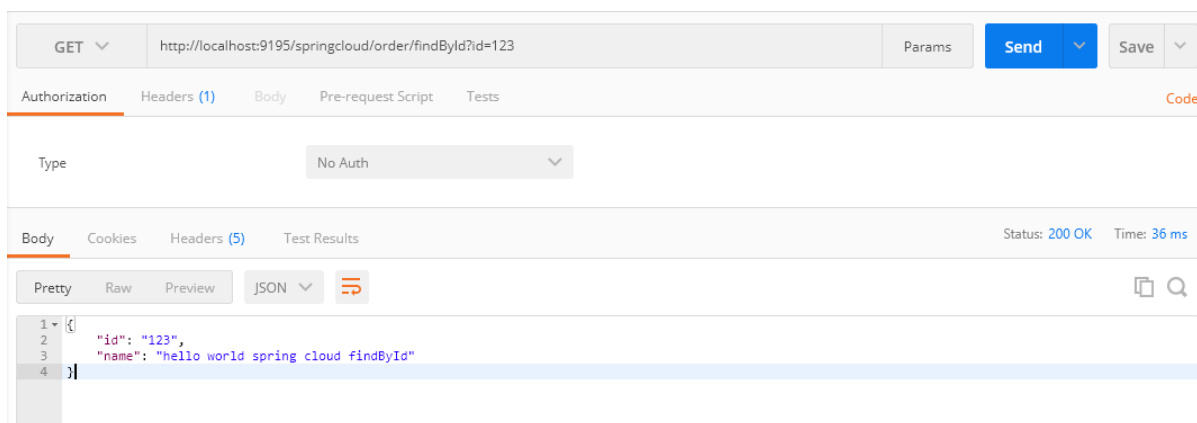 GET http://localhost:9195/springcloud/order/findById?id=123 Params Send Save
Authorization Headers (1) Body Pre-request Script Tests Code
Type No Auth
Body Cookies Headers (5) Test Results Status: 200 OK Time: 36 ms
Pretty Raw Preview JSON
1 {
2 "id": "123",
3 "name": "hello world spring cloud findById"
4 }